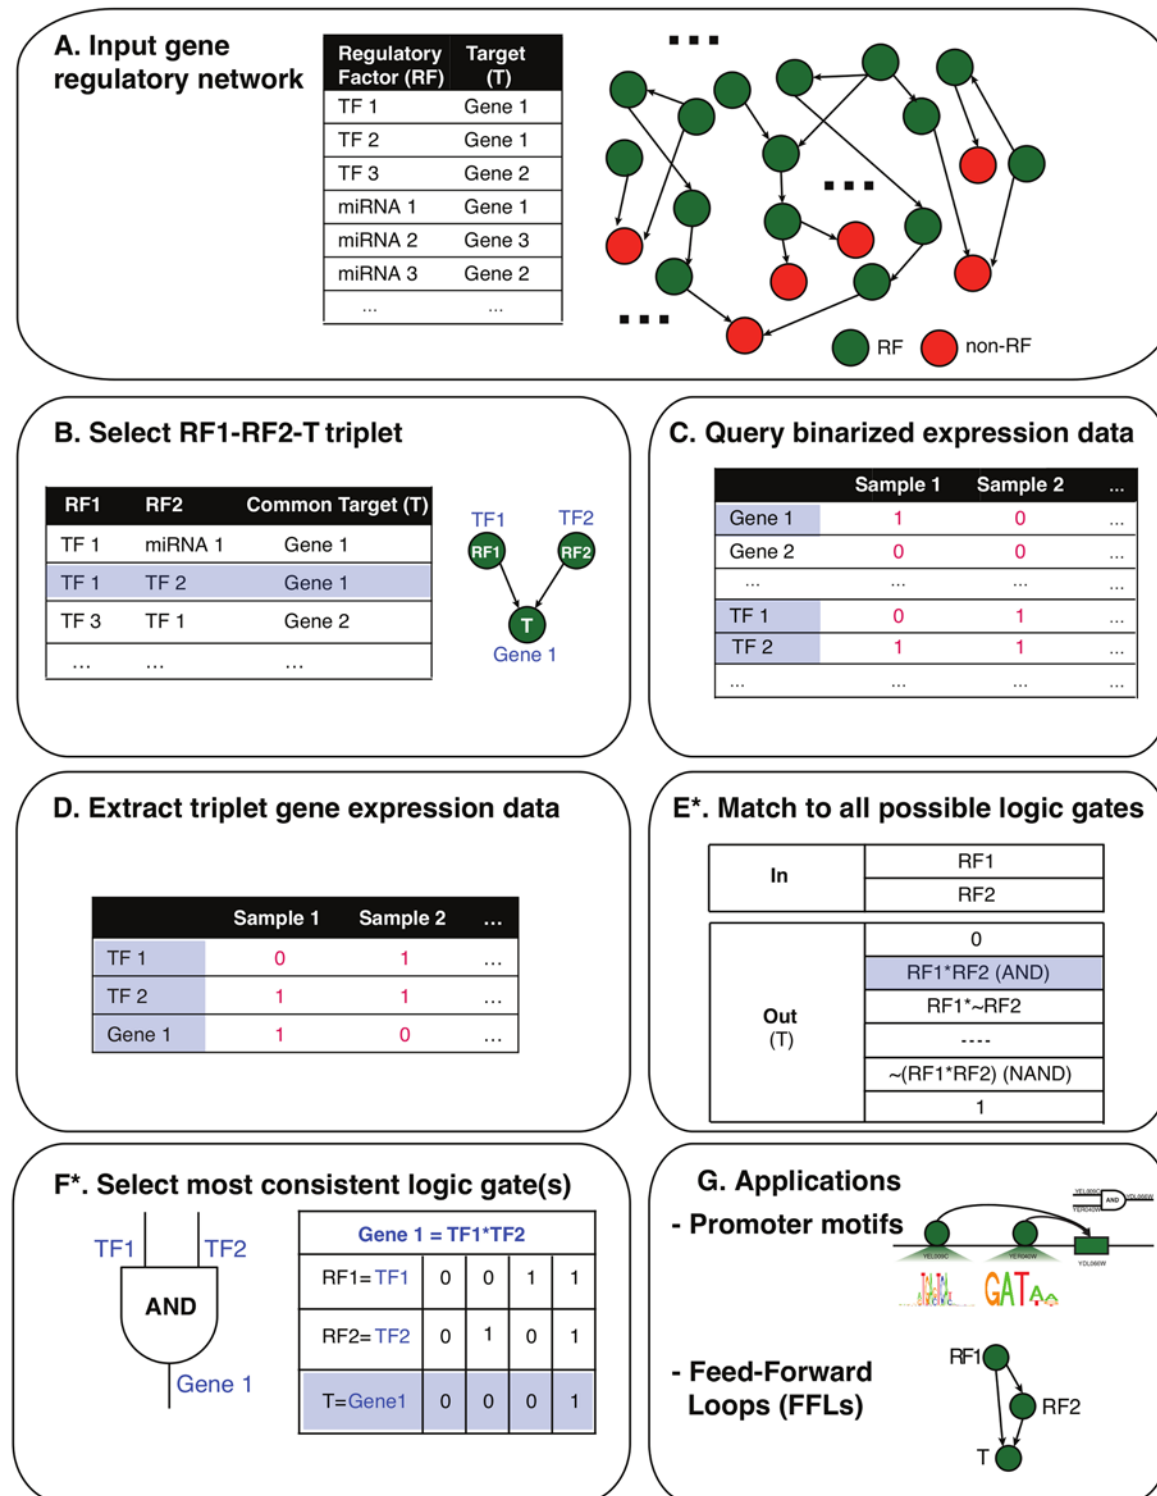 A. Input gene
regulatory network
Regulatory Target
Factor (RF) (T)
TF 1 Gene 1
TF 2 Gene 1
TF 3 Gene 2
miRNA 1 Gene 1
miRNA 2 Gene 3
miRNA 3 Gene 2
... ...
RF non-RF
B. Select RF1-RF2-T triplet
RF1 RF2 Common Target (T)
TF 1 miRNA 1 Gene 1
TF 1 TF 2 Gene 1
TF 3 TF 1 Gene 2
... ... ...
TF1 TF2
RF1 RF2
T
Gene 1
C. Query binarized expression data
Sample 1 Sample 2 ...
Gene 1 1 0 ...
Gene 2 0 0 ...
... ... ... ...
TF 1 0 1 ...
TF 2 1 1 ...
... ... ... ...
D. Extract triplet gene expression data
Sample 1 Sample 2 ...
TF 1 0 1 ...
TF 2 1 1 ...
Gene 1 1 0 ...
E*. Match to all possible logic gates
In
RF1
RF2
Out
(T)
0
RF1*RF2 (AND)
RF1*~RF2
----
~(RF1*RF2) (NAND)
1
F*. Select most consistent logic gate(s)
TF1 TF2
AND
Gene 1
Gene 1 = TF1*TF2
RF1= TF1 0 0 1 1
RF2= TF2 0 1 0 1
T=Gene1 0 0 0 1
G. Applications
- Promoter motifs
YEL009C
YER040W
AND
YDL066W
YEL009C
YER040W
YDL066W
GATAA
- Feed-Forward
Loops (FFLs)
RF1
RF2
T